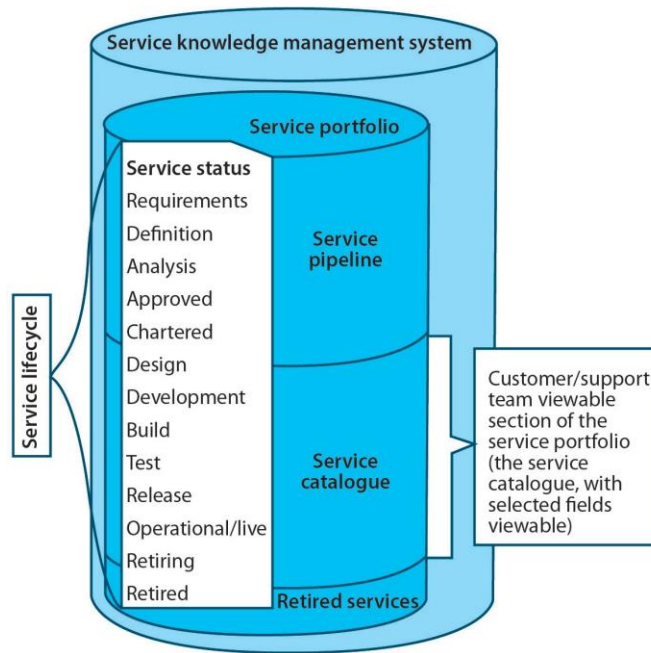 Service knowledge management system
Service portfolio
Service status
Requirements
Definition
Analysis
Approved
Chartered
Design
Development
Build
Test
Release
Operational/live
Retiring
Retired
Service
pipeline
Service
catalogue
Retired services
Service lifecycle
Customer/support
team viewable
section of the
service portfolio
(the service
catalogue, with
selected fields
viewable)